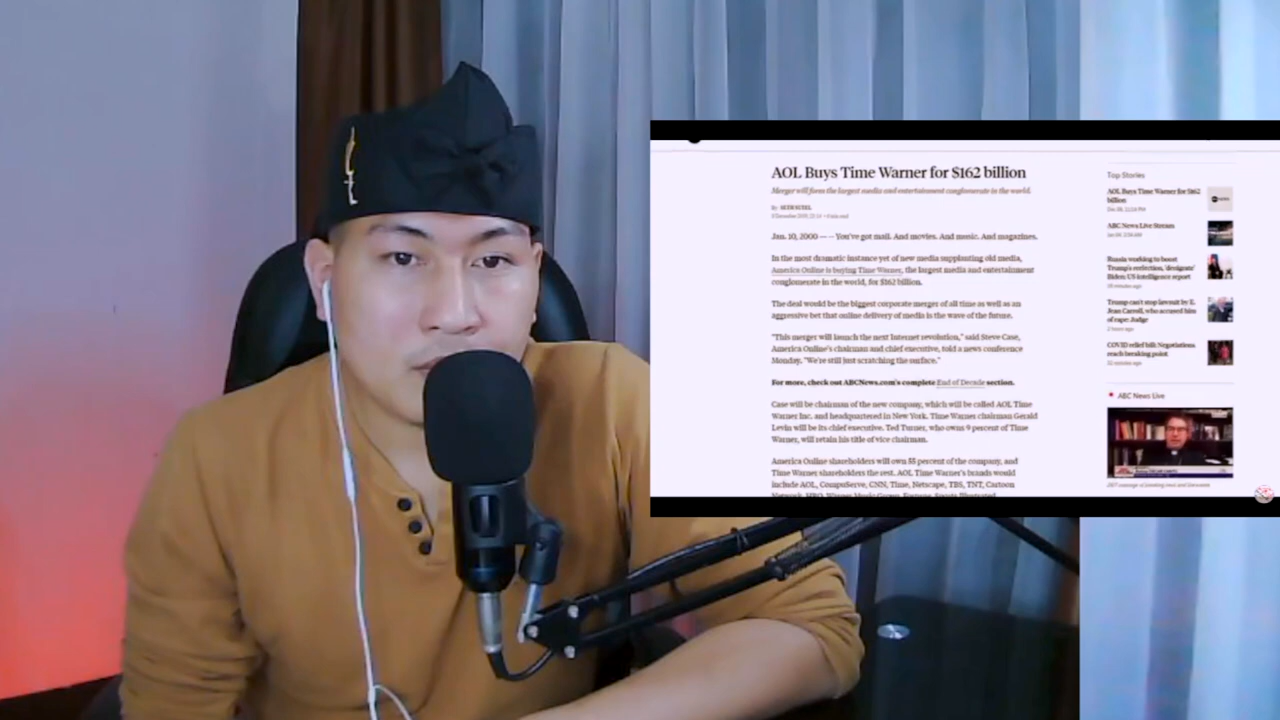 AOL Buys Time Warner for $162 billion
Merger will form the largest media and entertainment conglomerate in the world.
By
Jan. 10, 2000 — -- You've got mail. And movies. And music. And magazines.
In the most dramatic instance yet of new media supplanting old media,
America Online is buying Time Warner, the largest media and entertainment
conglomerate in the world, for $162 billion.
The deal would be the biggest corporate merger of all time as well as an
aggressive bet that online delivery of media is the wave of the future.
"This merger will launch the next Internet revolution," said Steve Case,
America Online's chairman and chief executive, told a news conference
Monday. "We're still just scratching the surface."
For more, check out ABCNews.com's complete End of Decade section.
Case will be chairman of the new company, which will be called AOL Time
Warner Inc. and headquartered in New York. Time Warner chairman Gerald
Levin will be its chief executive. Ted Turner, who owns 9 percent of Time
Warner, will retain his title of vice chairman.
America Online shareholders will own 55 percent of the company, and
Time Warner shareholders the rest. AOL Time Warner's brands would
include AOL, CompuServe, CNN, Time, Netscape, TBS, TNT, Cartoon
Network, HBO, Warner Music Group, Fortune, Sports Illustrated
Top Stories
AOL Buys Time Warner for $162
billion
ABC News Live Stream
Russia working to boost
Trump's reelection, 'denigrate'
Biden: US intelligence report
Trump can't stop lawsuit by E.
Jean Carroll, who accused him
of rape: Judge
2 hours ago
COVID relief bill: Negotiations
reach breaking point
ABC News Live